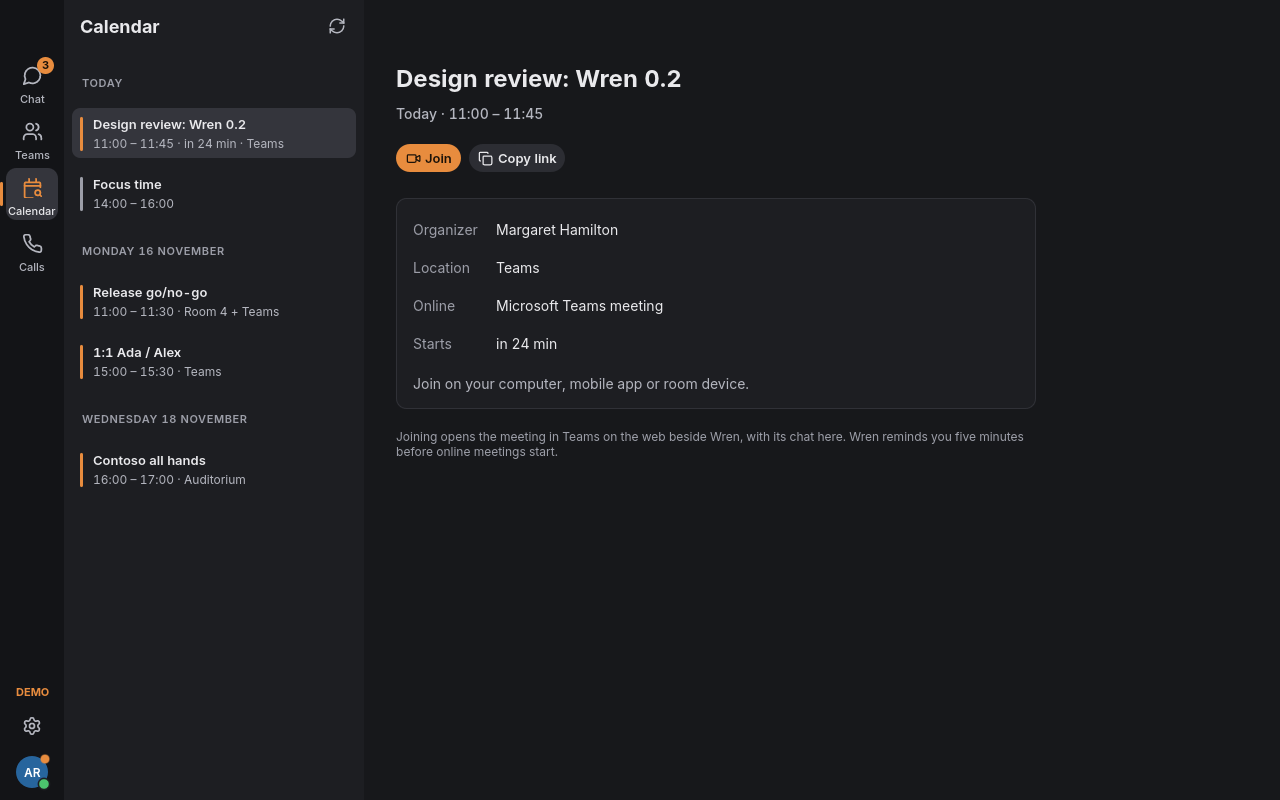 Calendar
3
Chat
Teams
Calendar
Calls
DEMO
AR
TODAY
Design review: Wren 0.2
11:00 – 11:45 · in 24 min · Teams
Focus time
14:00 – 16:00
MONDAY 16 NOVEMBER
Release go/no-go
11:00 – 11:30 · Room 4 + Teams
1:1 Ada / Alex
15:00 – 15:30 · Teams
WEDNESDAY 18 NOVEMBER
Contoso all hands
16:00 – 17:00 · Auditorium
Design review: Wren 0.2
Today · 11:00 – 11:45
Join
Copy link
Organizer Margaret Hamilton
Location Teams
Online Microsoft Teams meeting
Starts in 24 min
Join on your computer, mobile app or room device.
Joining opens the meeting in Teams on the web beside Wren, with its chat here. Wren reminds you five minutes
before online meetings start.